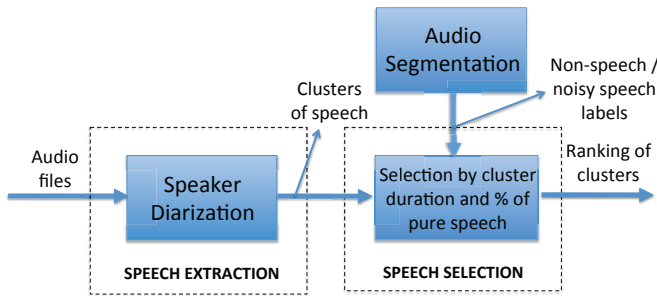 Audio
Segmentation
Non-speech /
noisy speech
labels
Clusters
of speech
Audio
files
Speaker
Diarization
Selection by cluster
duration and % of
pure speech
Ranking of
clusters
SPEECH EXTRACTION
SPEECH SELECTION